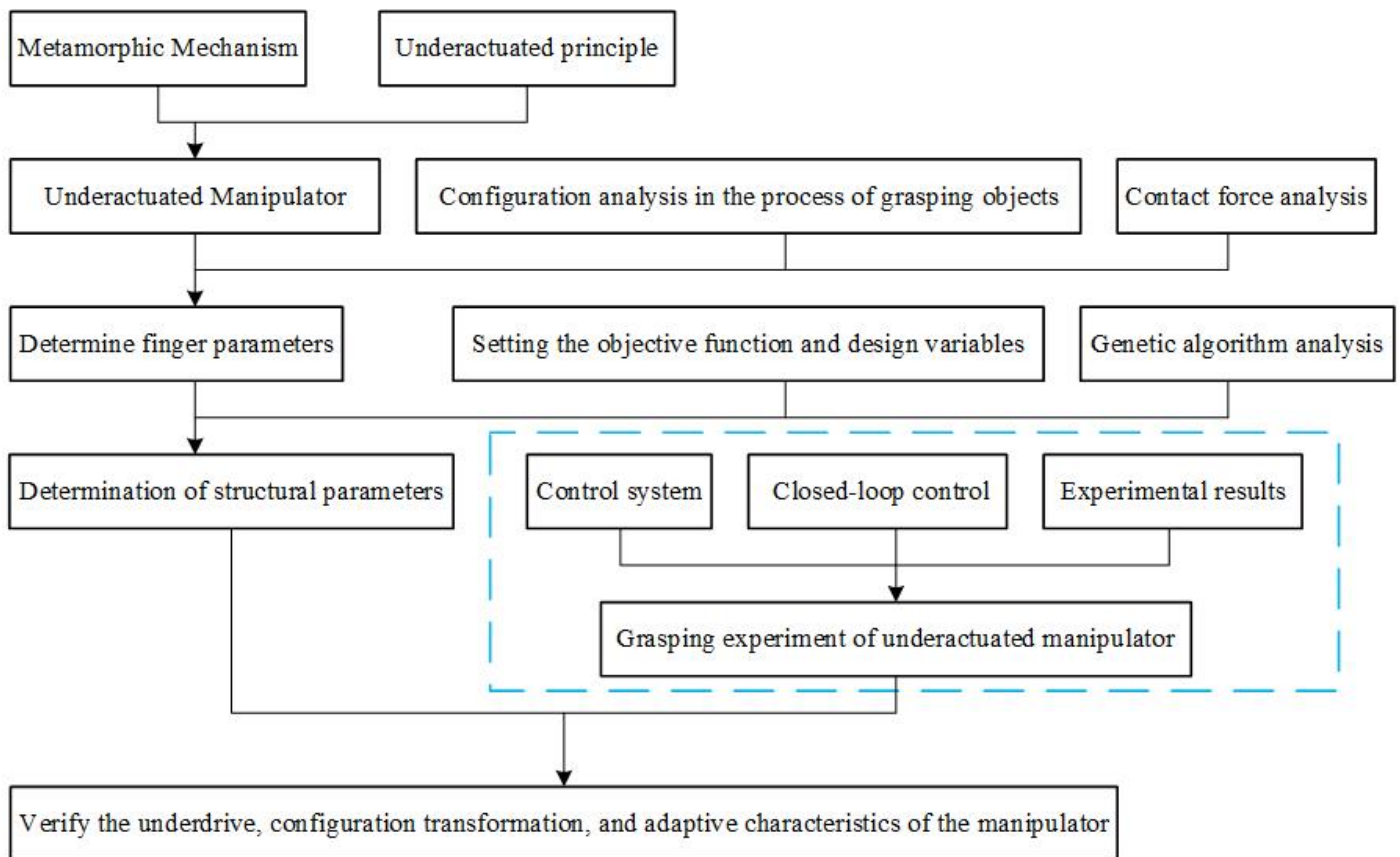 Metamorphic Mechanism
Underactuated principle
Underactuated Manipulator
Configuration analysis in the process of grasping objects
Contact force analysis
Determine finger parameters
Setting the objective function and design variables
Genetic algorithm analysis
Determination of structural parameters
Control system
Closed-loop control
Experimental results
Grasping experiment of underactuated manipulator
Verify the underdrive, configuration transformation, and adaptive characteristics of the manipulator